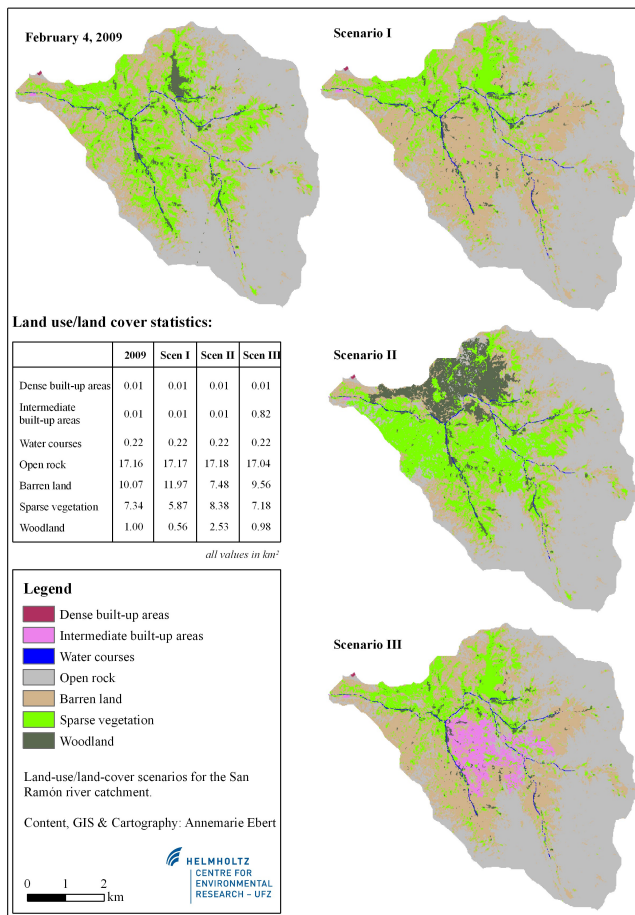 February 4, 2009
Scenario I
Land use/land cover statistics:
2009 Scen I Scen II Scen III
Dense built-up areas 0.01 0.01 0.01 0.01
Intermediate
built-up areas 0.01 0.01 0.01 0.82
Water courses 0.22 0.22 0.22 0.22
Open rock 17.16 17.17 17.18 17.04
Barren land 10.07 11.97 7.48 9.56
Sparse vegetation 7.34 5.87 8.38 7.18
Woodland 1.00 0.56 2.53 0.98
all values in km²
Scenario II
Legend
Dense built-up areas
Intermediate built-up areas
Water courses
Open rock
Barren land
Sparse vegetation
Woodland
Land-use/land-cover scenarios for the San
Ramón river catchment.
Content, GIS & Cartography: Annemarie Ebert
0 1 2
km
HELMHOLTZ
CENTRE FOR
ENVIRONMENTAL
RESEARCH – UFZ
Scenario III